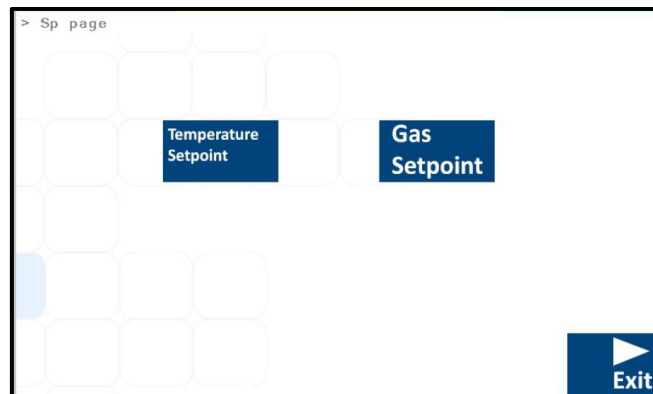 > Sp page
Temperature
Setpoint
Gas
Setpoint
Exit